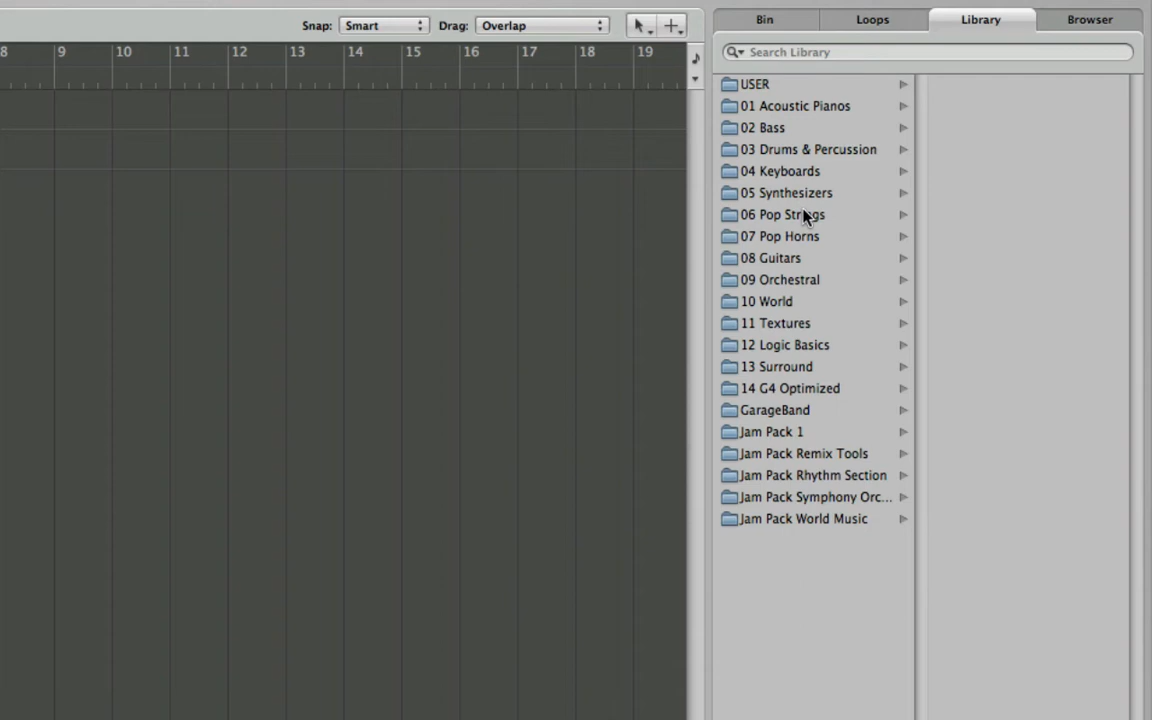 Snap: Smart Drag: Overlap
Bin Loops Library Browser
Search Library
8 9 10 11 12 13 14 15 16 17 18 19
USER
01 Acoustic Pianos
02 Bass
03 Drums & Percussion
04 Keyboards
05 Synthesizers
06 Pop Strings
07 Pop Horns
08 Guitars
09 Orchestral
10 World
11 Textures
12 Logic Basics
13 Surround
14 G4 Optimized
GarageBand
Jam Pack 1
Jam Pack Remix Tools
Jam Pack Rhythm Section
Jam Pack Symphony Orc...
Jam Pack World Music